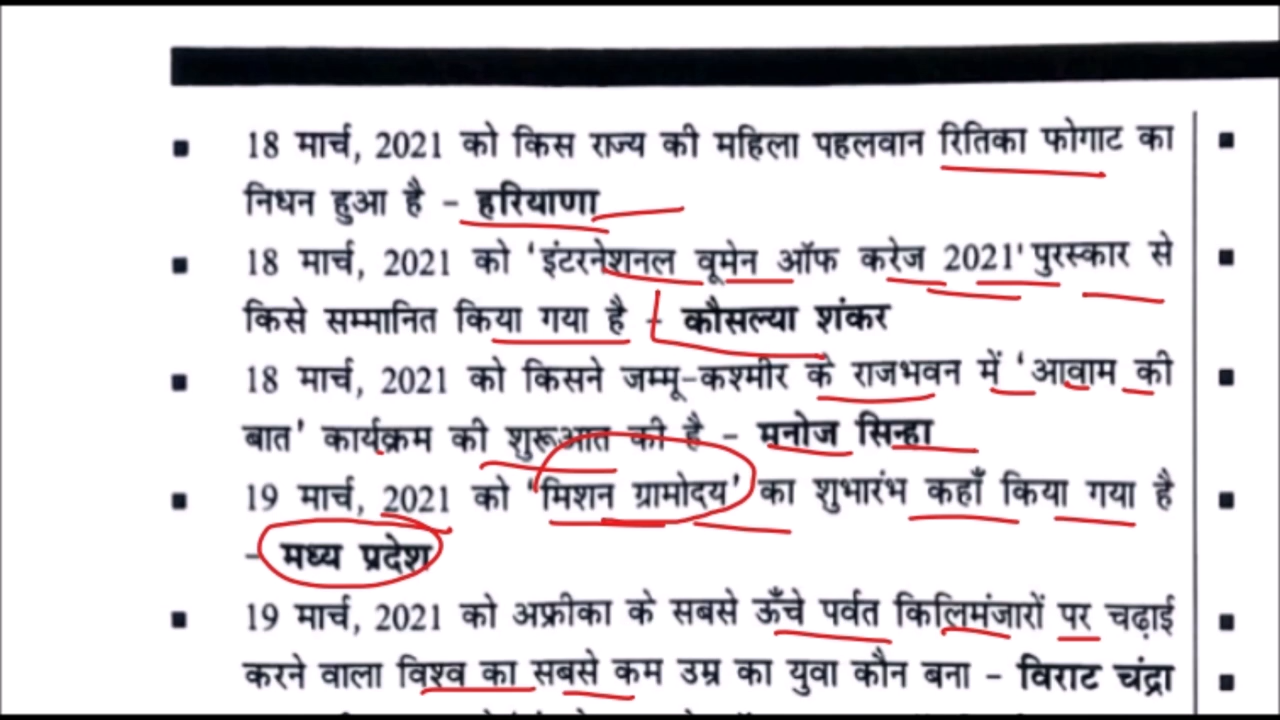 18 मार्च, 2021 को किस राज्य की महिला पहलवान रितिका फोगाट का
निधन हुआ है - हरियाणा
18 मार्च, 2021 को 'इंटरनेशनल वूमेन ऑफ करेज 2021' पुरस्कार से
किसे सम्मानित किया गया है - कौसल्या शंकर
18 मार्च, 2021 को किसने जम्मू-कश्मीर के राजभवन में 'आवाम की
बात' कार्यक्रम की शुरूआत की है - मनोज सिन्हा
19 मार्च, 2021 को 'मिशन ग्रामोदय' का शुभारंभ कहाँ किया गया है
- मध्य प्रदेश
19 मार्च, 2021 को अफ्रीका के सबसे ऊँचे पर्वत किलिमंजारों पर चढ़ाई
करने वाला विश्व का सबसे कम उम्र का युवा कौन बना - विराट चंद्रा